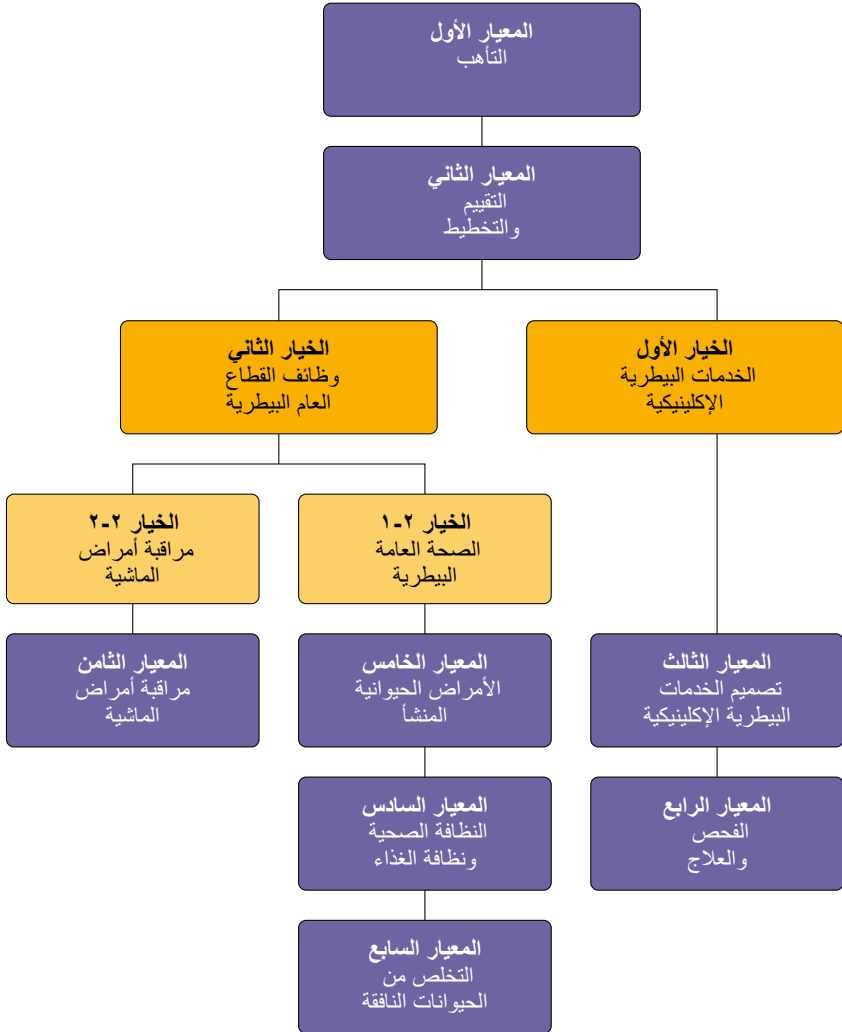 المعيار الأول
التأهب
المعيار الثاني
التقييم
والتخطيط
الخيار الأول
الخدمات البيطرية
الإكلينيكية
الخيار الثاني
وظائف القطاع
العام البيطرية
الخيار ٢-١
الصحة العامة
البيطرية
الخيار ٢-٢
مراقبة أمراض
الماشية
المعيار الثالث
تصميم الخدمات
البيطرية الإكلينيكية
المعيار الخامس
الأمراض الحيوانية
المنشأ
المعيار الثامن
مراقبة أمراض
الماشية
المعيار الرابع
الفحص
والعلاج
المعيار السادس
النظافة الصحية
ونظافة الغذاء
المعيار السابع
التخلص من
الحيوانات النافقة